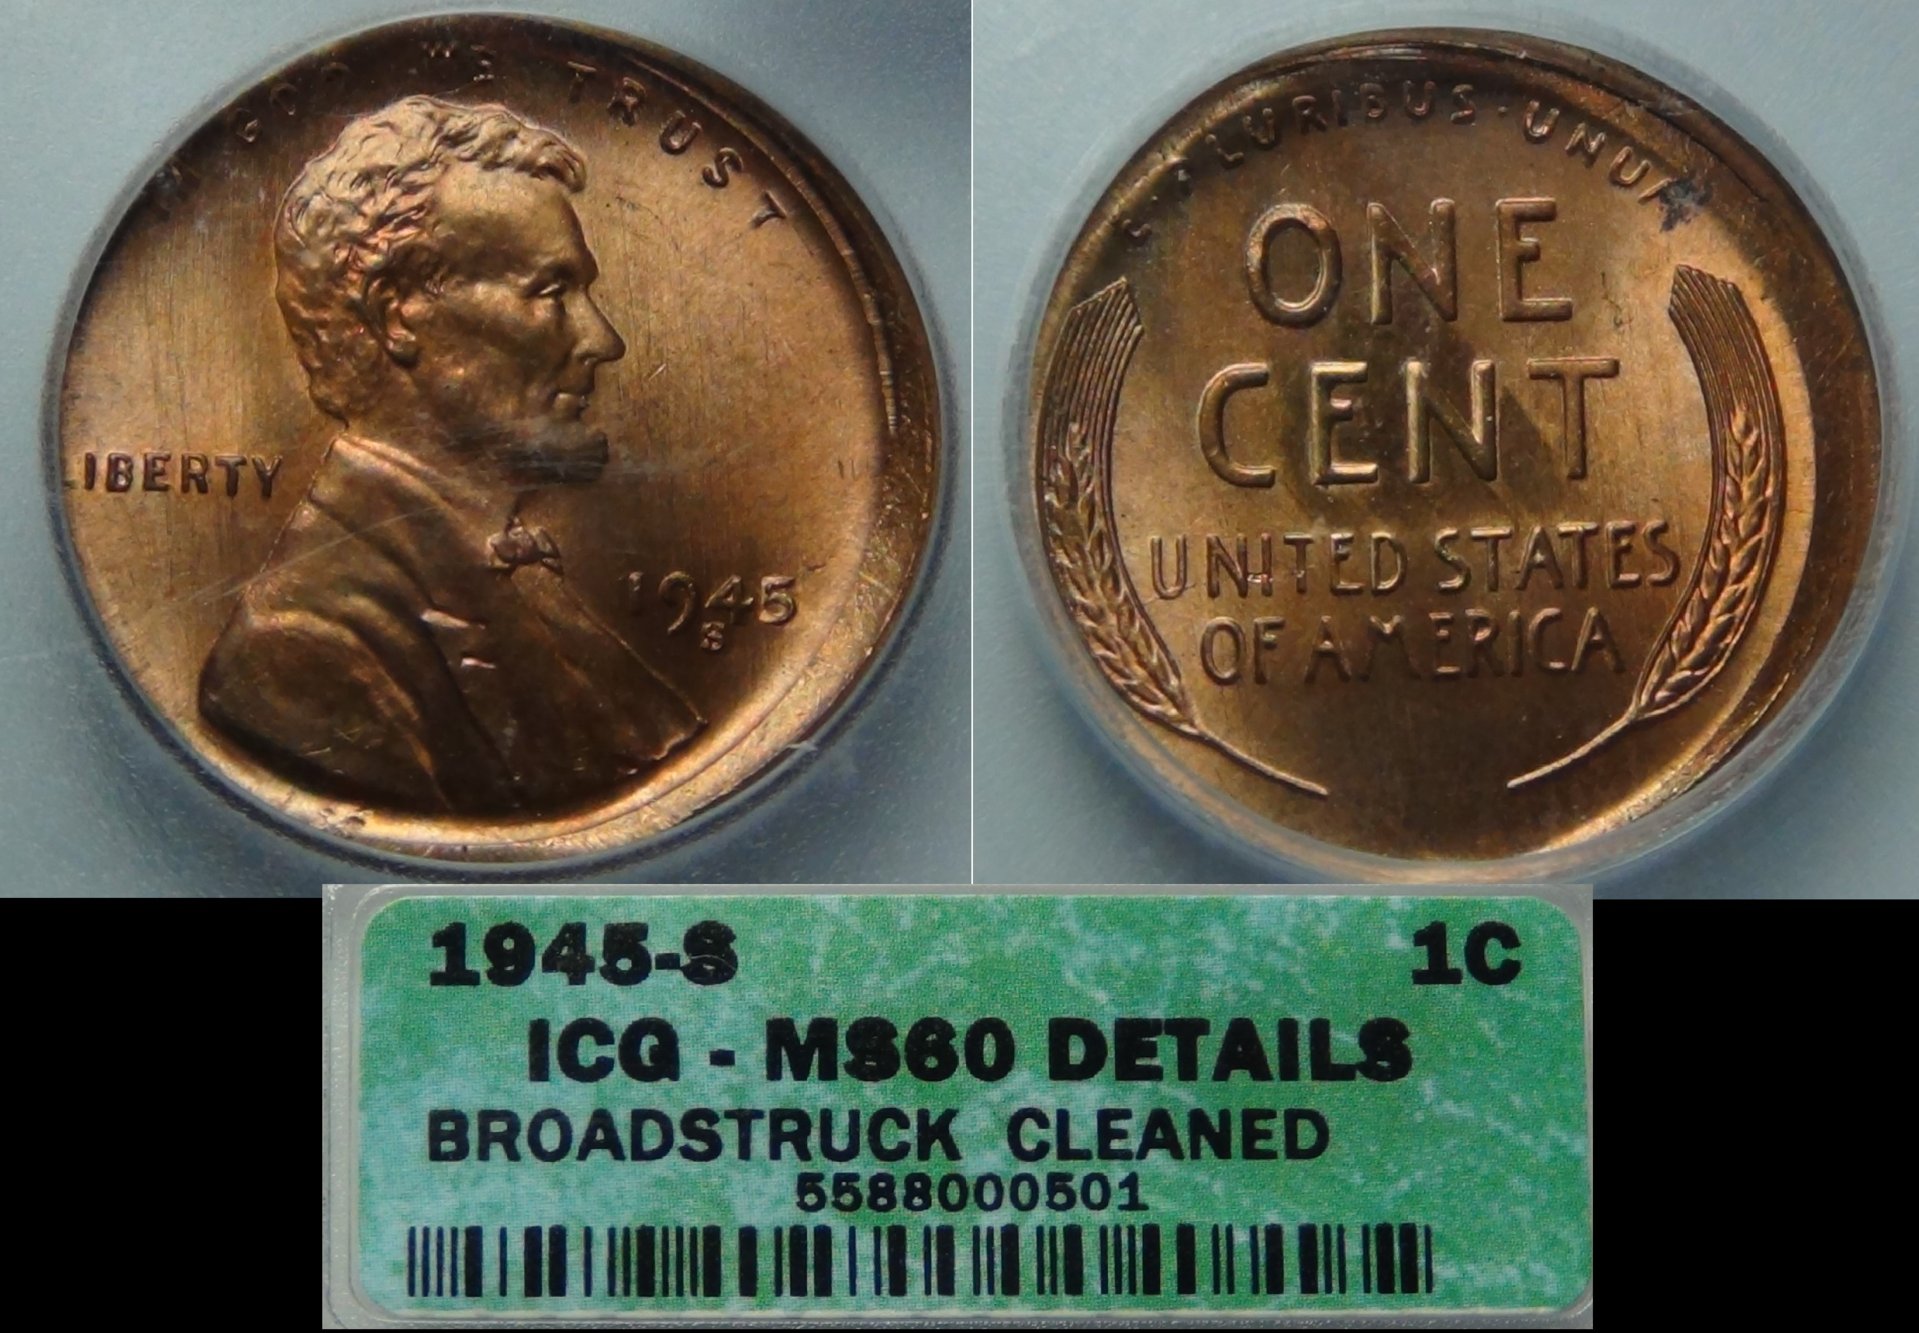 IN GOD WE TRUST
LIBERTY
1945
S
E PLURIBUS · UNUM
ONE
CENT
UNITED STATES
OF AMERICA
1945-S 1C
ICG - MS60 DETAILS
BROADSTRUCK CLEANED
5588000501